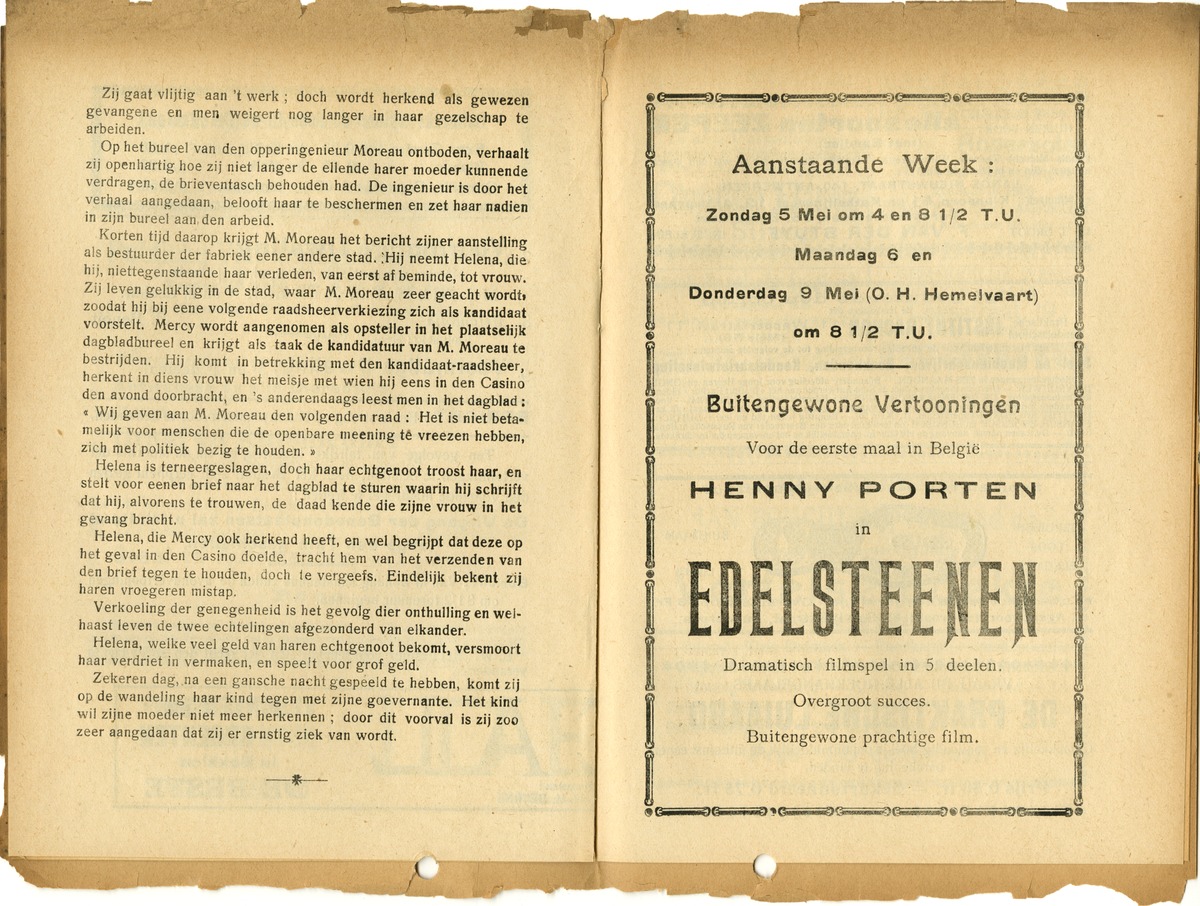 Zij gaat vlijtig aan 't werk ; doch wordt herkend als gewezen
gevangene en men weigert nog langer in haar gezelschap te
arbeiden.
Op het bureel van den opperingenieur Moreau ontboden, verhaalt
zij openhartig hoe zij niet langer de ellende harer moeder kunnende
verdragen, de brieventasch behouden had. De ingenieur is door het
verhaal aangedaan, belooft haar te beschermen en zet haar nadien
in zijn bureel aan den arbeid.
Korten tijd daarop krijgt M. Moreau het bericht zijner aanstelling
als bestuurder der fabriek eener andere stad. Hij neemt Helena, die
hij, niettegenstaande haar verleden, van eerst af beminde, tot vrouw.
Zij leven gelukkig in de stad, waar M. Moreau zeer geacht wordt,
zoodat hij bij eene volgende raadsheerverkiezing zich als kandidaat
voorstelt. Mercy wordt aangenomen als opsteller in het plaatselijk
dagbladbureel en krijgt als taak de kandidatuur van M. Moreau te
bestrijden. Hij komt in betrekking met den kandidaat-raadsheer,
herkent in diens vrouw het meisje met wien hij eens in den Casino
den avond doorbracht, en 's anderendaags leest men in het dagblad :
« Wij geven aan M. Moreau den volgenden raad : Het is niet beta-
melijk voor menschen die de openbare meening te vreezen hebben,
zich met politiek bezig te houden. »
Helena is terneergeslagen, doch haar echtgenoot troost haar, en
stelt voor eenen brief naar het dagblad te sturen waarin hij schrijft
dat hij, alvorens te trouwen, de daad kende die zijne vrouw in het
gevang bracht.
Helena, die Mercy ook herkend heeft, en wel begrijpt dat deze op
het geval in den Casino doelde, tracht hem van het verzenden van
den brief tegen te houden, doch te vergeefs. Eindelijk bekent zij
haren vroegeren mistap.
Verkoeling der genegenheid is het gevolg dier onthulling en wel-
haast leven de twee echtelingen afgezonderd van elkander.
Helena, welke veel geld van haren echtgenoot bekomt, versmoort
haar verdriet in vermaken, en speelt voor grof geld.
Zekeren dag, na een gansche nacht gespeeld te hebben, komt zij
op de wandeling haar kind tegen met zijne goevernante. Het kind
wil zijne moeder niet meer herkennen ; door dit voorval is zij zoo
zeer aangedaan dat zij er ernstig ziek van wordt.
Aanstaande Week :
Zondag 5 Mei om 4 en 8 1/2 T.U.
Maandag 6 en
Donderdag 9 Mei (O. H. Hemelvaart)
om 8 1/2 T.U.
Buitengewone Vertooningen
Voor de eerste maal in België
HENNY PORTEN
in
EDELSTEENEN
Dramatisch filmspel in 5 deelen.
Overgroot succes.
Buitengewone prachtige film.